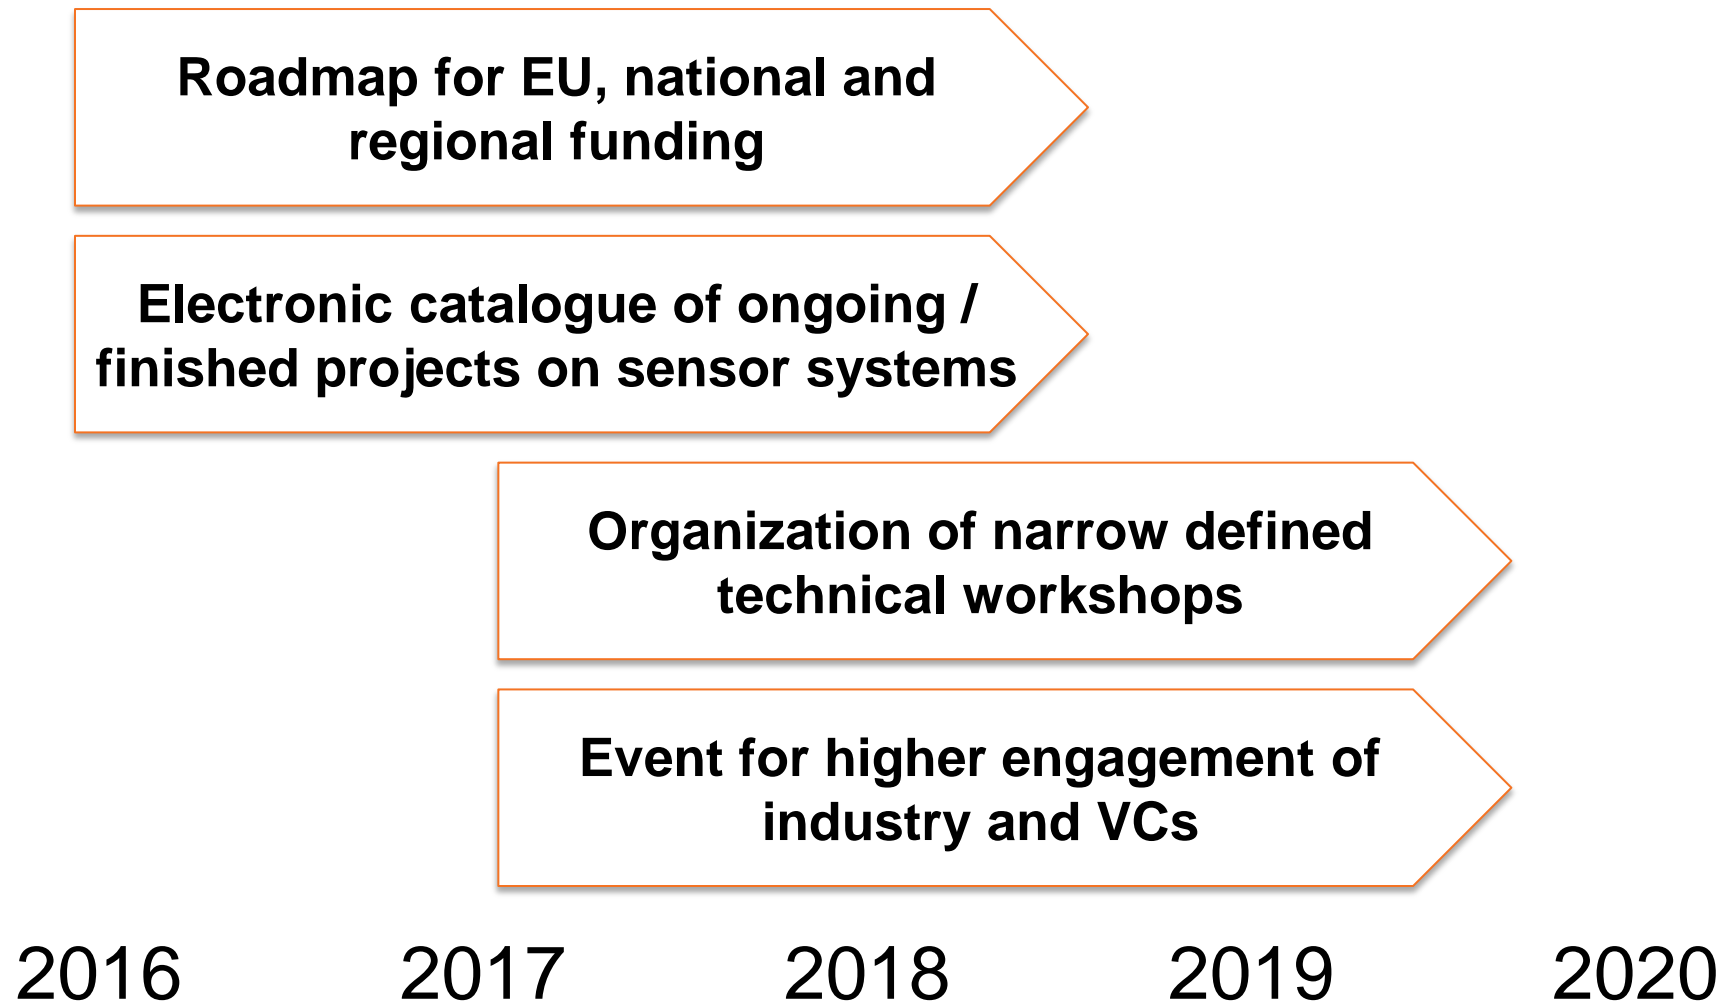 Roadmap for EU, national and
regional funding
Electronic catalogue of ongoing /
finished projects on sensor systems
Organization of narrow defined
technical workshops
Event for higher engagement of
industry and VCs
2016 2017 2018 2019 2020